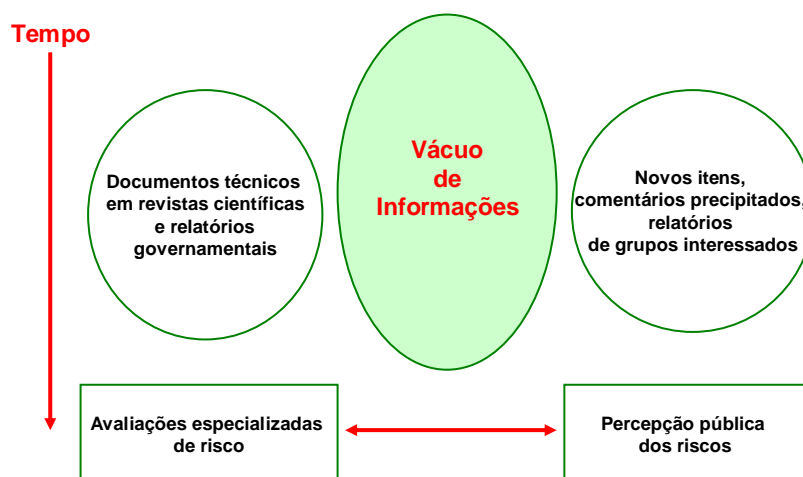 Tempo
Documentos técnicos
em revistas científicas
e relatórios
governamentais
Vácuo
de
Informações
Novos itens,
comentários precipitados,
relatórios
de grupos interessados
Avaliações especializadas
de risco
Percepção pública
dos riscos